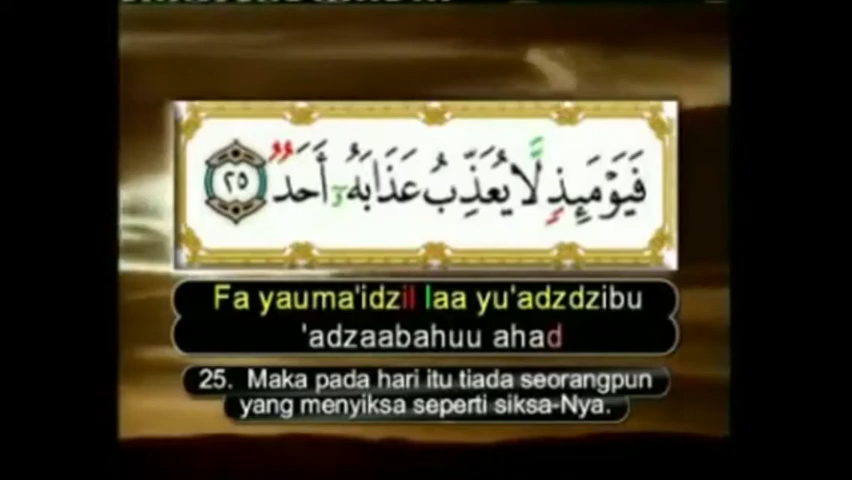 فَيَوْمَئِذٍ لَّا يُعَذِّبُ عَذَابَهُۥٓ أَحَدٌ ٢٥
Fa yauma'idzil laa yu'adzdzibu
'adzaabahuu ahad
25. Maka pada hari itu tiada seorangpun
yang menyiksa seperti siksa-Nya.